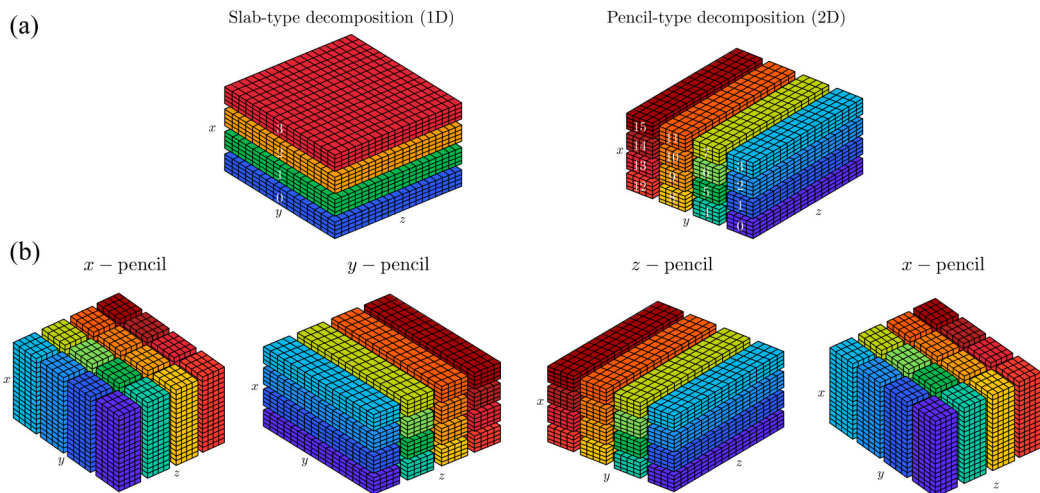 (a)
Slab-type decomposition (1D)
Pencil-type decomposition (2D)
x
3
2
1
0
y
z
x
15
14
13
12
11
10
9
8
7
6
5
4
3
2
1
0
y
z
(b)
x − pencil
y − pencil
z − pencil
x − pencil
x
y
z
x
y
z
x
y
z
x
y
z